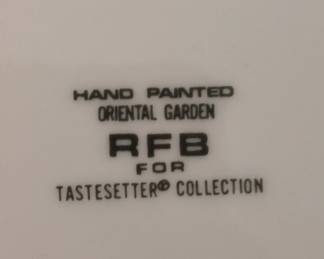 HAND PAINTED
ORIENTAL GARDEN
RFB
FOR
TASTESETTER© COLLECTION